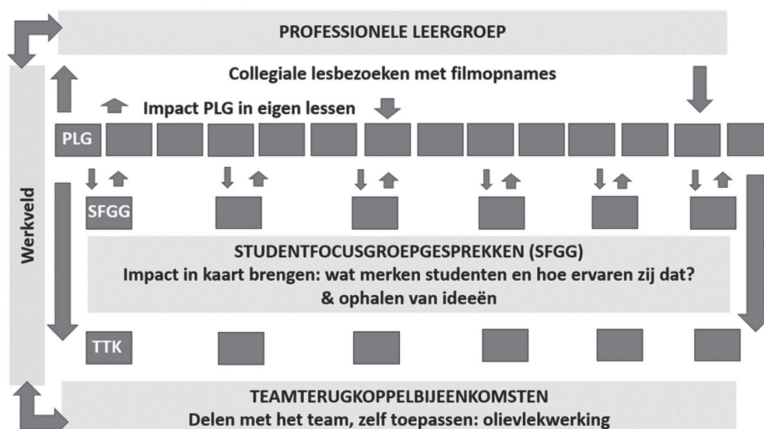 PROFESSIONELE LEERGROEP
Collegiale lesbezoeken met filmopnames
Impact PLG in eigen lessen
PLG
Werkveld
SFGG
STUDENTFOCUSGROEPGESPREKKEN (SFGG)
Impact in kaart brengen: wat merken studenten en hoe ervaren zij dat?
& ophalen van ideeën
TTK
TEAMTERUGKOPPELBIJEENKOMSTEN
Delen met het team, zelf toepassen: olievlekwerking